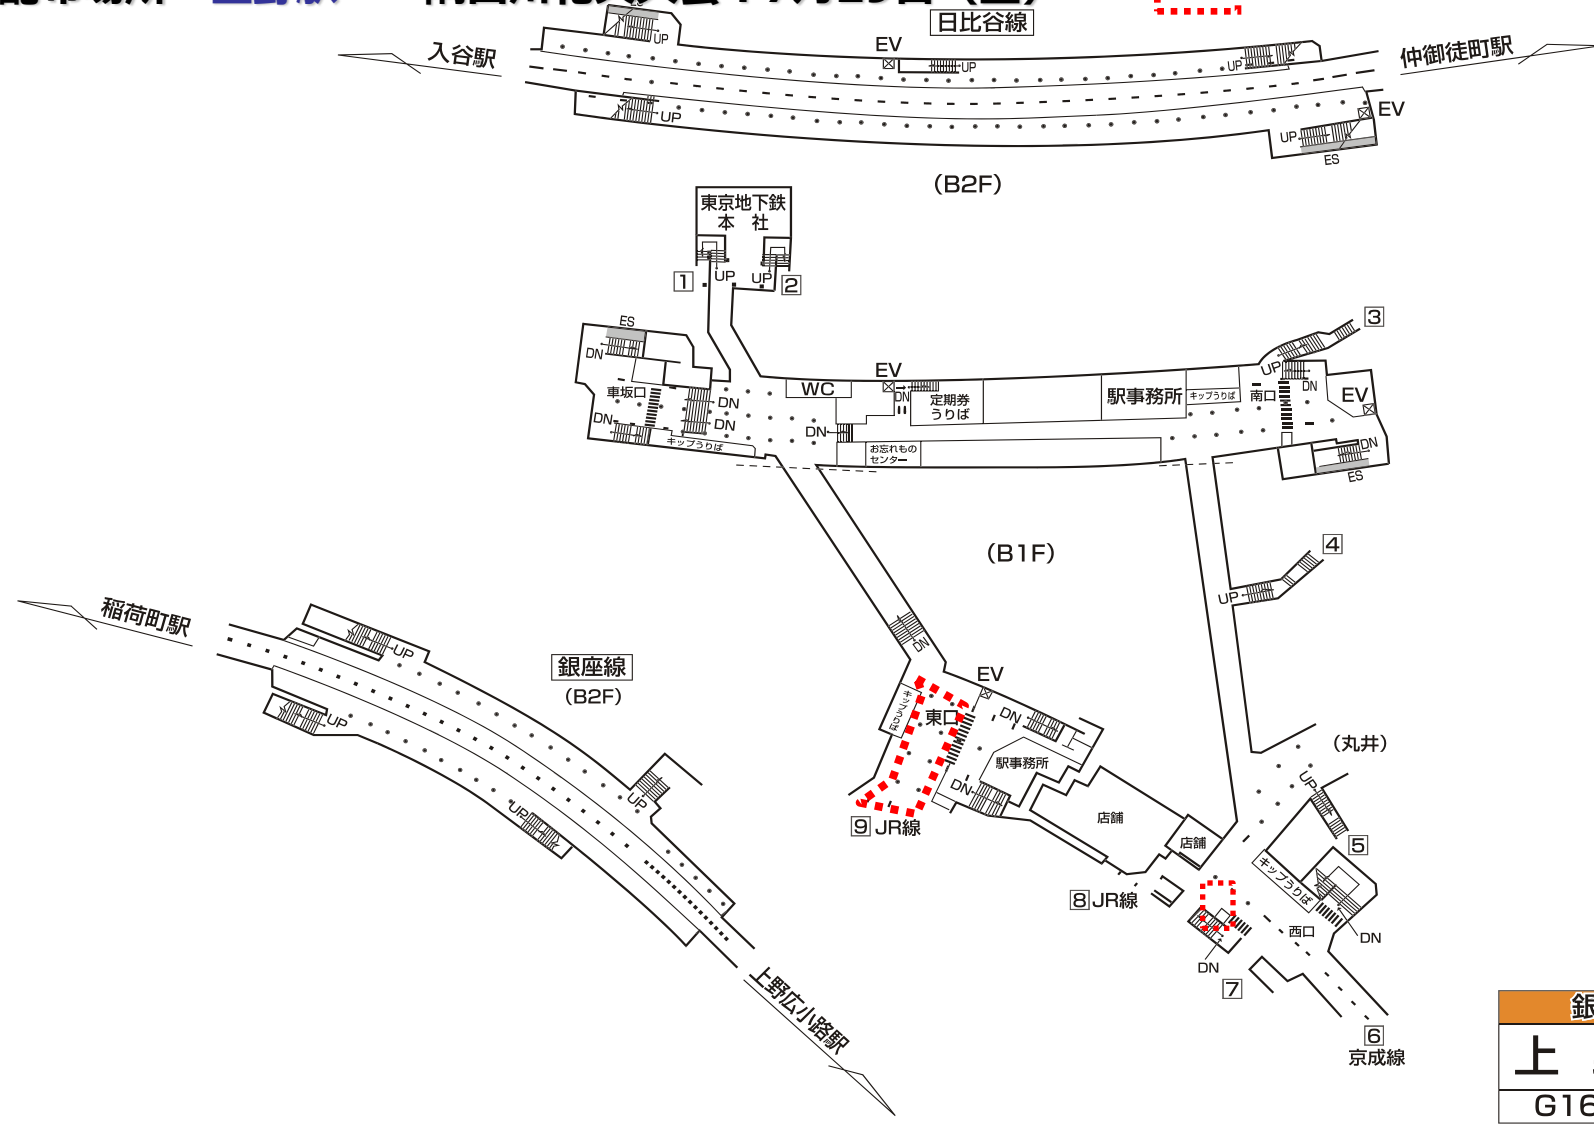 日比谷線
入谷駅
仲御徒町駅
ES
UP
EV
UP
UP
UP
EV
UP
ES
(B2F)
東京地下鉄
本 社
1
UP
UP
2
3
ES
DN
車坂口
DN
DN
DN
キップうりば
WC
EV
DN
定期券
うりば
DN
お忘れもの
センター
駅事務所
キップうりば
南口
UP
DN
EV
DN
ES
(B1F)
4
UP
DN
稲荷町駅
銀座線
(B2F)
UP
UP
UP
UP
上野広小路駅
キップうりば
東口
EV
DN
駅事務所
DN
9 JR線
店舗
店舗
8 JR線
(丸井)
UP
5
キップうりば
西口
DN
DN
7
6
京成線
銀
上
G16